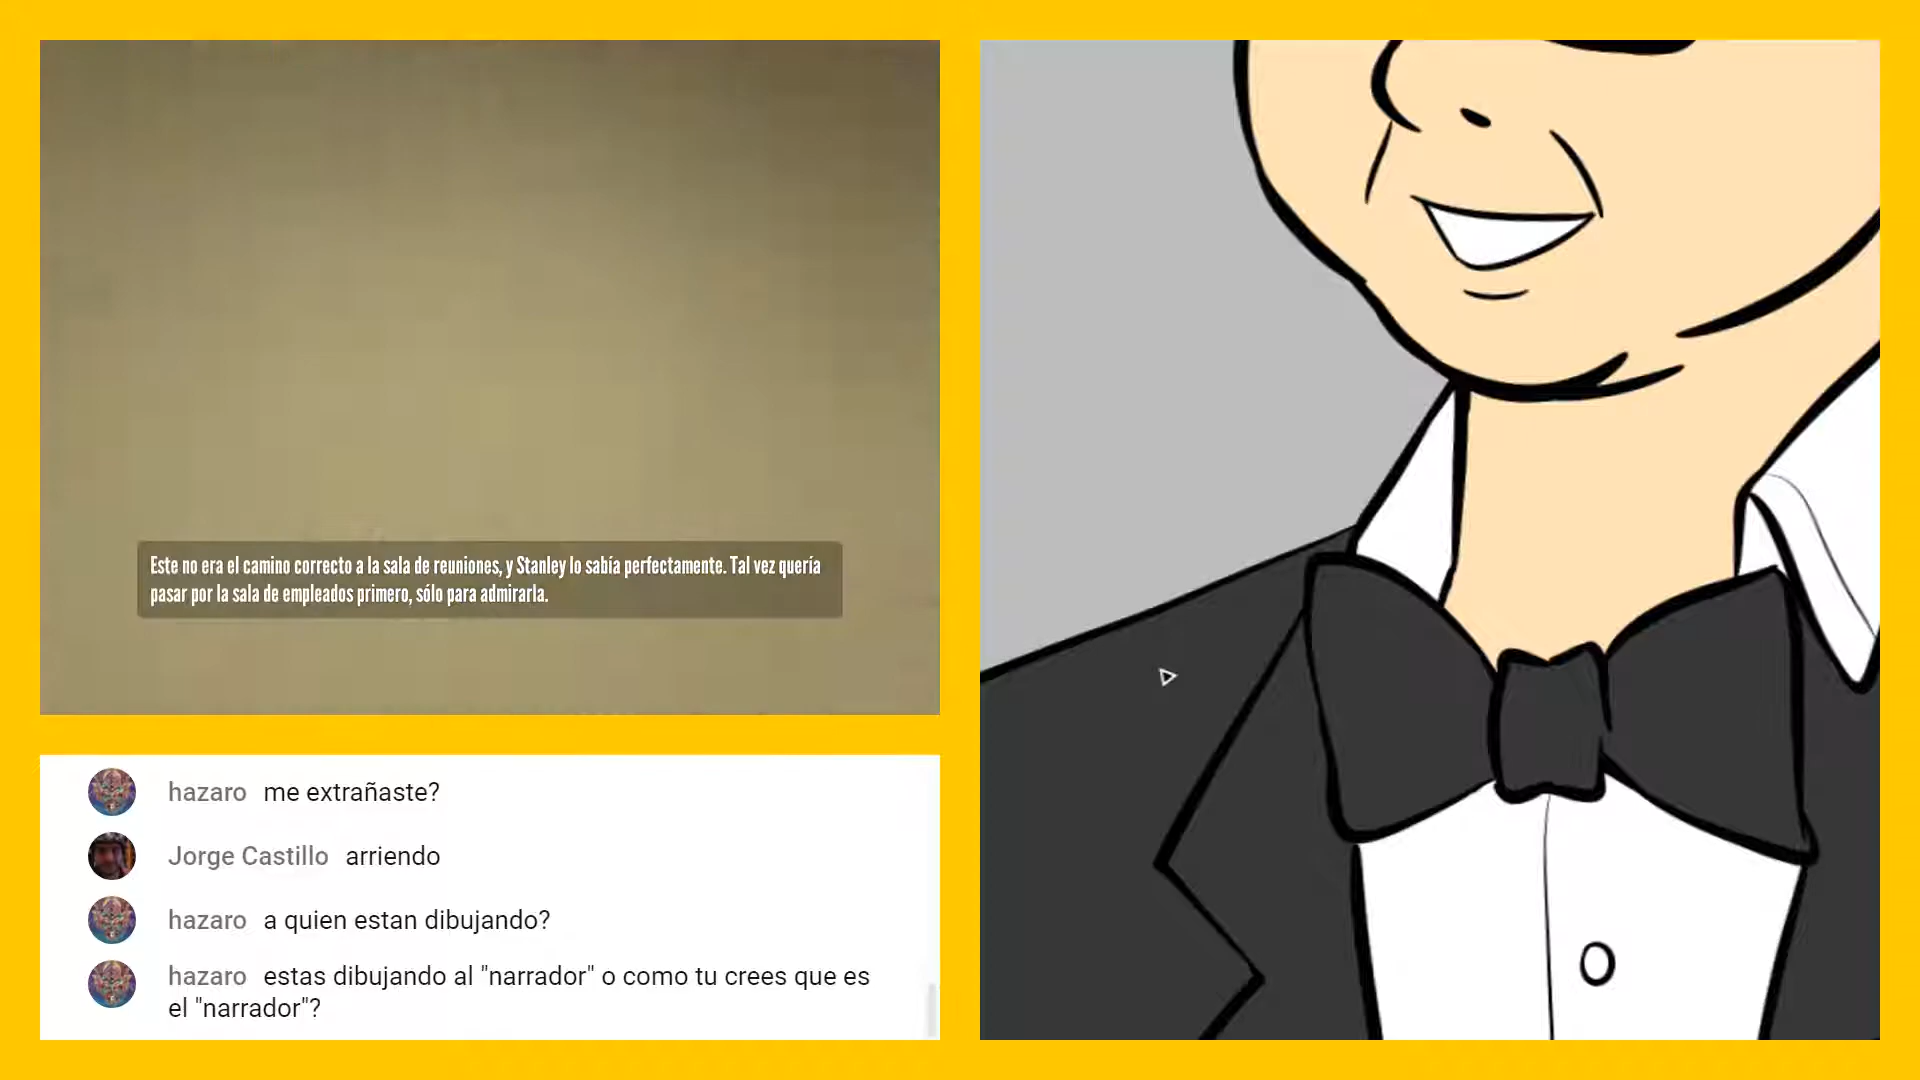 Este no era el camino correcto a la sala de reuniones, y Stanley lo sabía perfectamente. Tal vez quería
pasar por la sala de empleados primero, sólo para admirarla.
hazaro me extrañaste?
Jorge Castillo arriendo
hazaro a quien estan dibujando?
hazaro estas dibujando al "narrador" o como tu crees que es
el "narrador"?